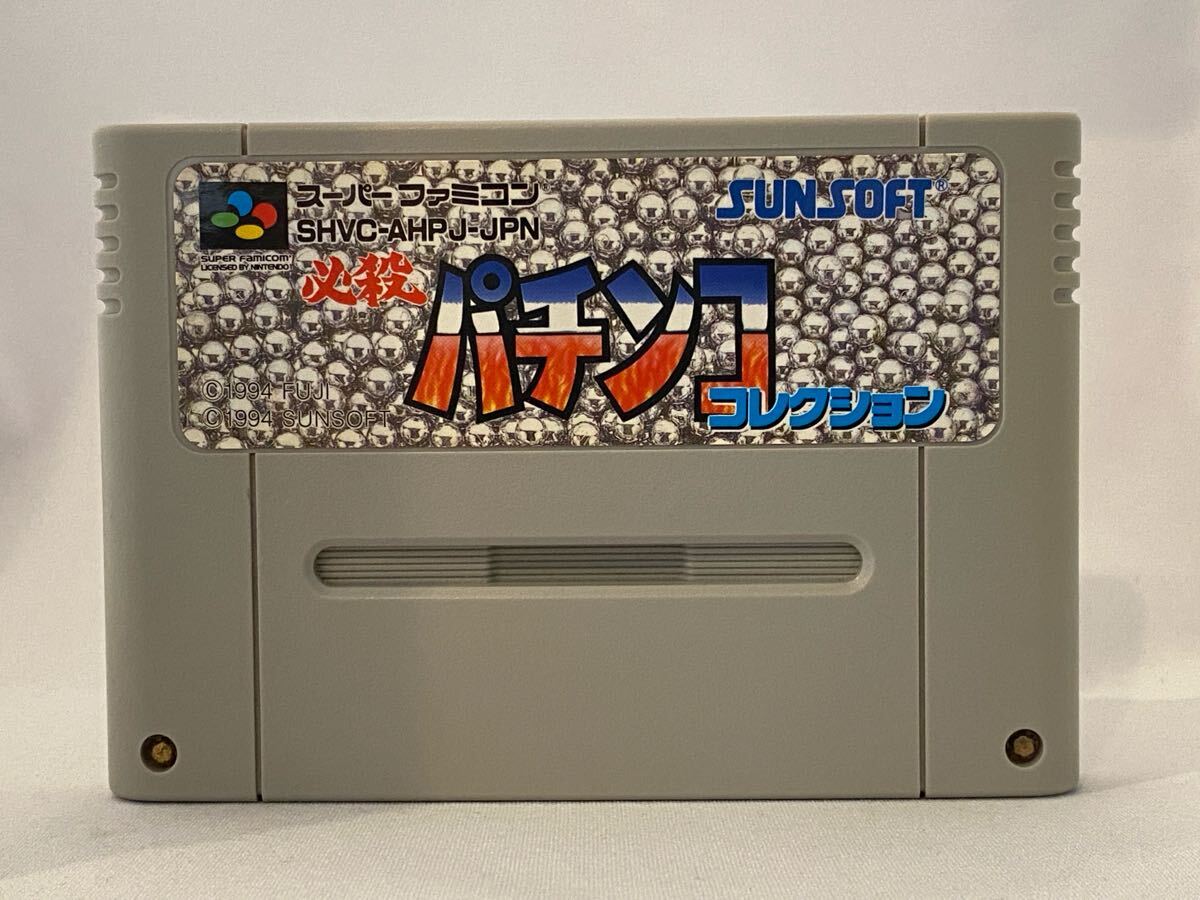 スーパーファミコン®
SHVC-AHPJ-JPN
SUPER FAMICOM™
LICENSED BY NINTENDO
SUNSOFT®
必殺
パチンコ
コレクション
©1994 FUJI
©1994 SUNSOFT